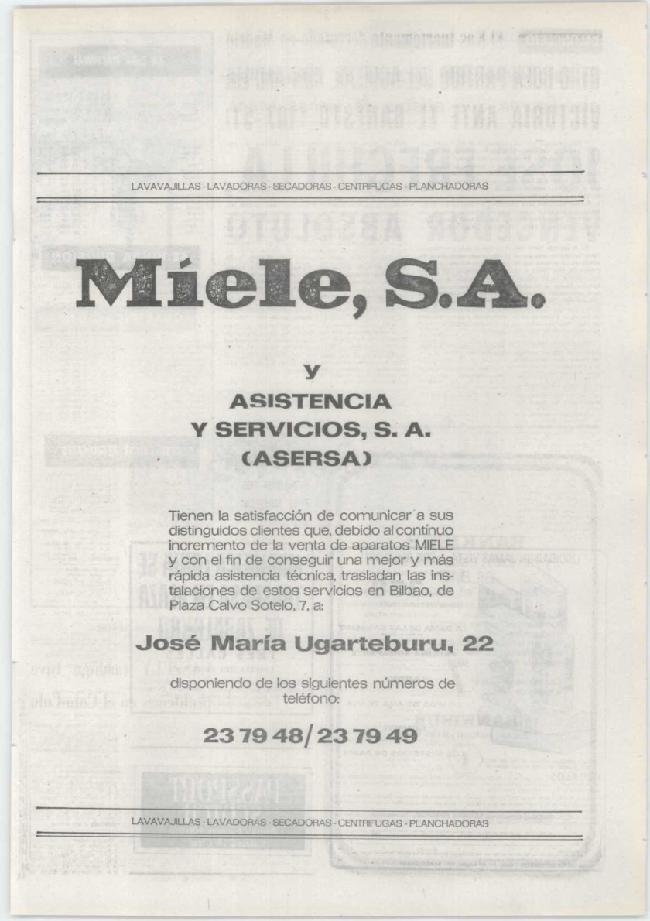 LAVAVAJILLAS · LAVADORAS · SECADORAS · CENTRIFUGAS · PLANCHADORAS
Miele, S.A.
y
ASISTENCIA
Y SERVICIOS, S. A.
(ASERSA)
Tienen la satisfacción de comunicar a sus
distinguidos clientes que, debido al continuo
incremento de la venta de aparatos MIELE
y con el fin de conseguir una mejor y más
rápida asistencia técnica, trasladan las ins-
talaciones de estos servicios en Bilbao, de
Plaza Calvo Sotelo, 7, a:
José María Ugarteburu, 22
disponiendo de los siguientes números de
teléfono:
23 79 48/23 79 49
LAVAVAJILLAS · LAVADORAS · SECADORAS · CENTRIFUGAS · PLANCHADORAS